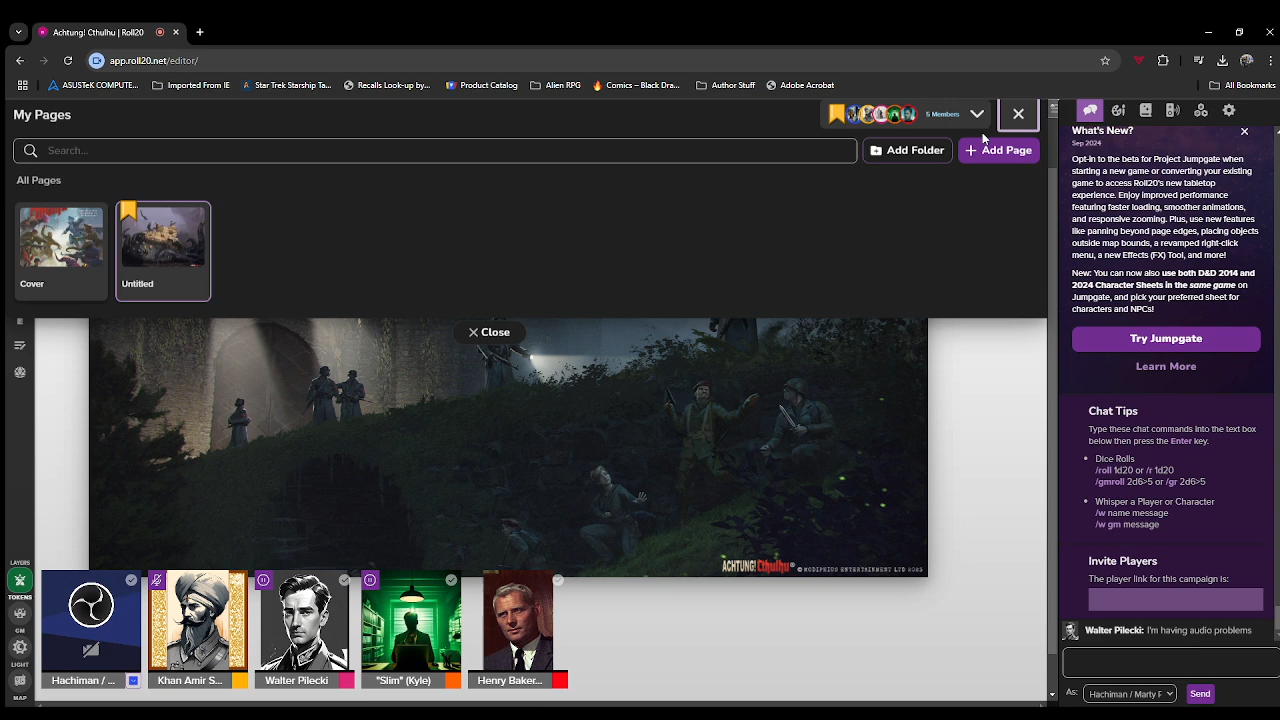 Achtung! Cthulhu | Roll20
app.roll20.net/editor/
ASUSTeK COMPUT...
Imported From IE
Star Trek Starship Ta...
Recalls Look-up by...
Product Catalog
Alien RPG
Comics – Black Dra...
Author Stuff
Adobe Acrobat
All Bookmarks
My Pages
5 Members
Search...
Add Folder
Add Page
All Pages
Cover
Untitled
Close
What's New?
Sep 2024
Opt-in to the beta for Project Jumpgate when
starting a new game or converting your existing
game to access Roll20's new tabletop
experience. Enjoy improved performance
featuring faster loading, smoother animations,
and responsive zooming. Plus, use new features
like panning beyond page edges, placing objects
outside map bounds, a revamped right-click
menu, a new Effects (FX) Tool, and more!
New: You can now also use both D&D 2014 and
2024 Character Sheets in the same game on
Jumpgate, and pick your preferred sheet for
characters and NPCs!
Try Jumpgate
Learn More
Chat Tips
Type these chat commands into the text box
below then press the Enter key.
Dice Rolls
/roll 1d20 or /r 1d20
/gmroll 2d6>5 or /gr 2d6>5
Whisper a Player or Character
/w name message
/w gm message
Invite Players
The player link for this campaign is:
Walter Pilecki: I'm having audio problems
As: Hachiman / Marty F
Send
LAYERS
TOKENS
GM
LIGHT
MAP
ACHTUNG! Cthulhu® © MODIPHIUS ENTERTAINMENT LTD 2025
Hachiman / ...
Khan Amir S...
Walter Pilecki
"Slim" (Kyle)
Henry Baker...